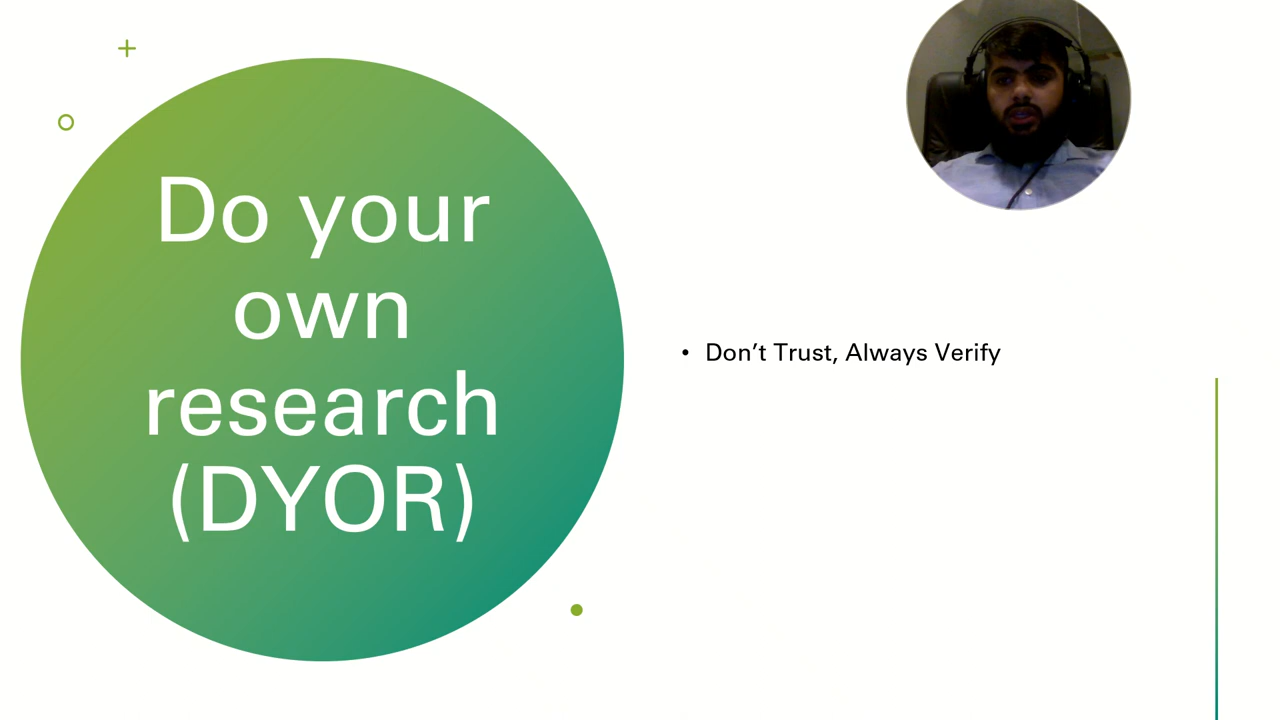 Do your
own
research
(DYOR)
• Don’t Trust, Always Verify